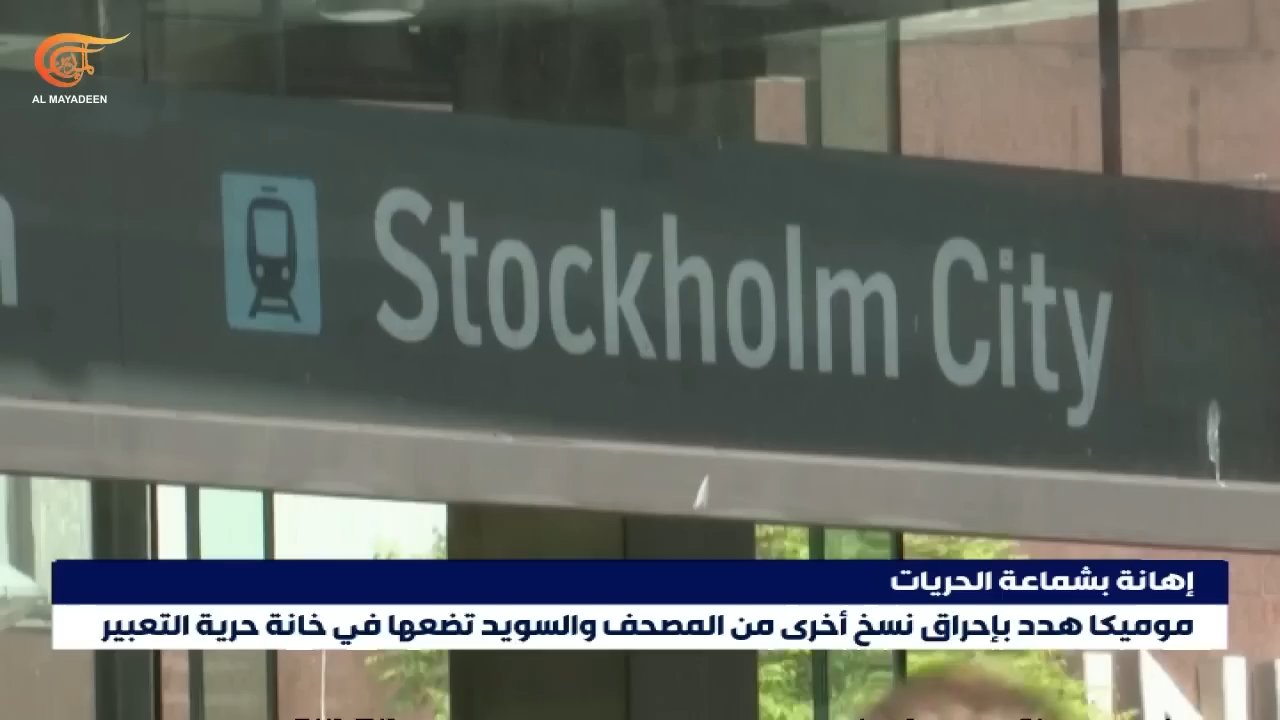 AL MAYADEEN
Stockholm City
إهانة بشماعة الحريات
موميكا هدد بإحراق نسخ أخرى من المصحف والسويد تضعها في خانة حرية التعبير